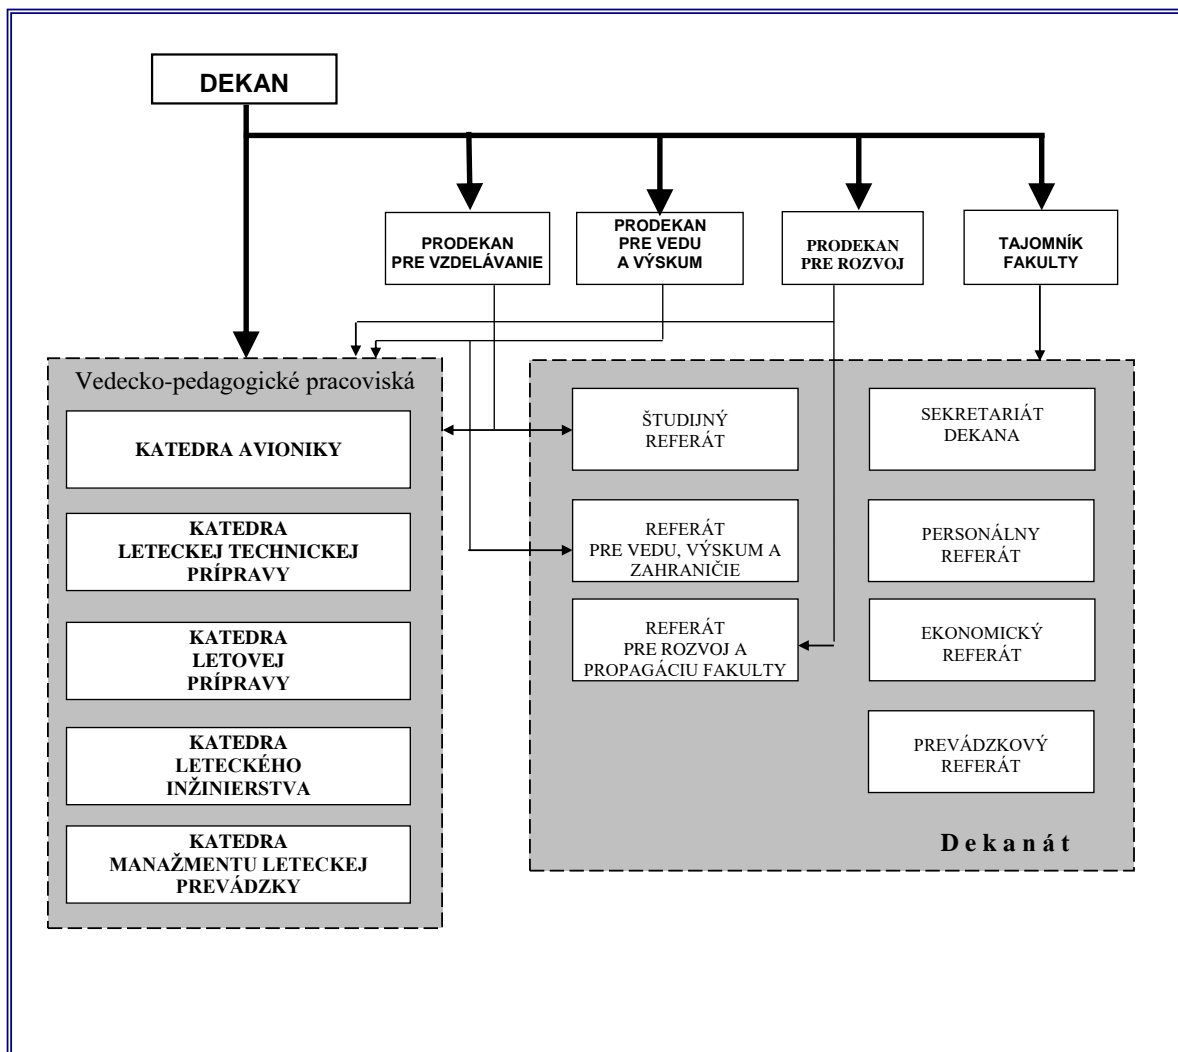 DEKAN
PRODEKAN
PRE VZDELÁVANIE
PRODEKAN
PRE VEDU
A VÝSKUM
PRODEKAN
PRE ROZVOJ
TAJOMNÍK
FAKULTY
Vedecko-pedagogické pracoviská
KATEDRA AVIONIKY
KATEDRA
LETECKEJ TECHNICKEJ
PRÍPRAVY
KATEDRA
LETOVEJ
PRÍPRAVY
KATEDRA
LETECKÉHO
INŽINIERSTVA
KATEDRA
MANAŽMENTU LETECKEJ
PREVÁDZKY
ŠTUDIJNÝ
REFERÁT
REFERÁT
PRE VEDU, VÝSKUM A
ZAHRANIČIE
REFERÁT
PRE ROZVOJ A
PROPAGÁCIU FAKULTY
SEKRETARIÁT
DEKANA
PERSONÁLNY
REFERÁT
EKONOMICKÝ
REFERÁT
PREVÁDZKOVÝ
REFERÁT
Dekanát